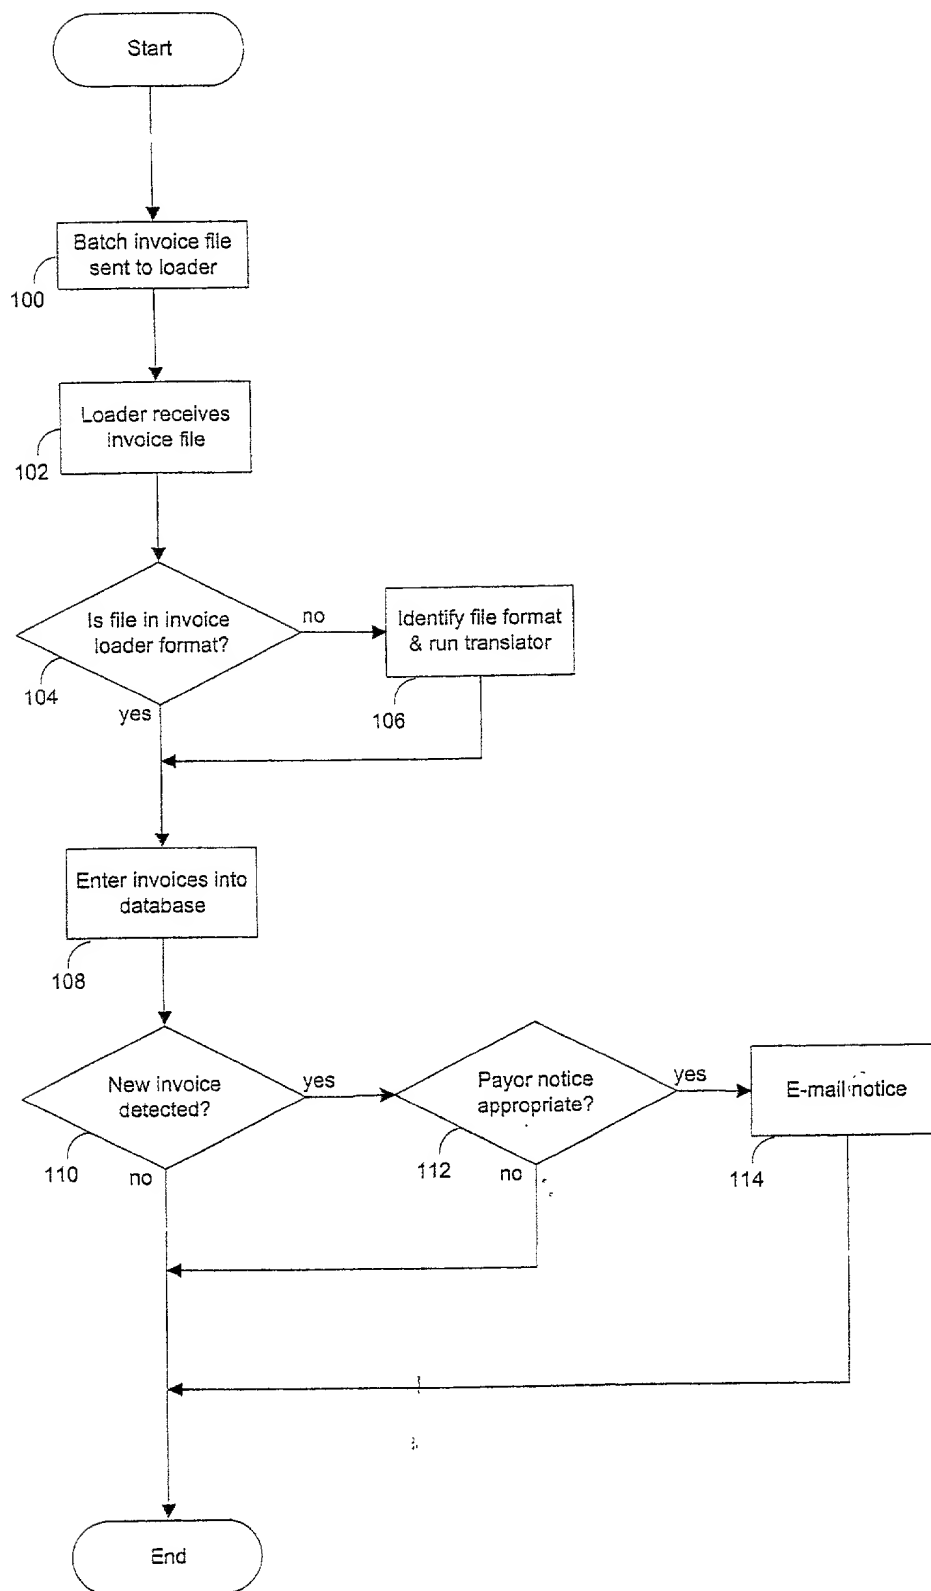 Start
Batch invoice file
sent to loader
100
Loader receives
invoice file
102
Is file in invoice
loader format?
no
Identify file format
& run translator
104
106
yes
Enter invoices into
database
108
New invoice
detected?
yes
Payor notice
appropriate?
yes
E-mail notice
110
no
112
no
114
End